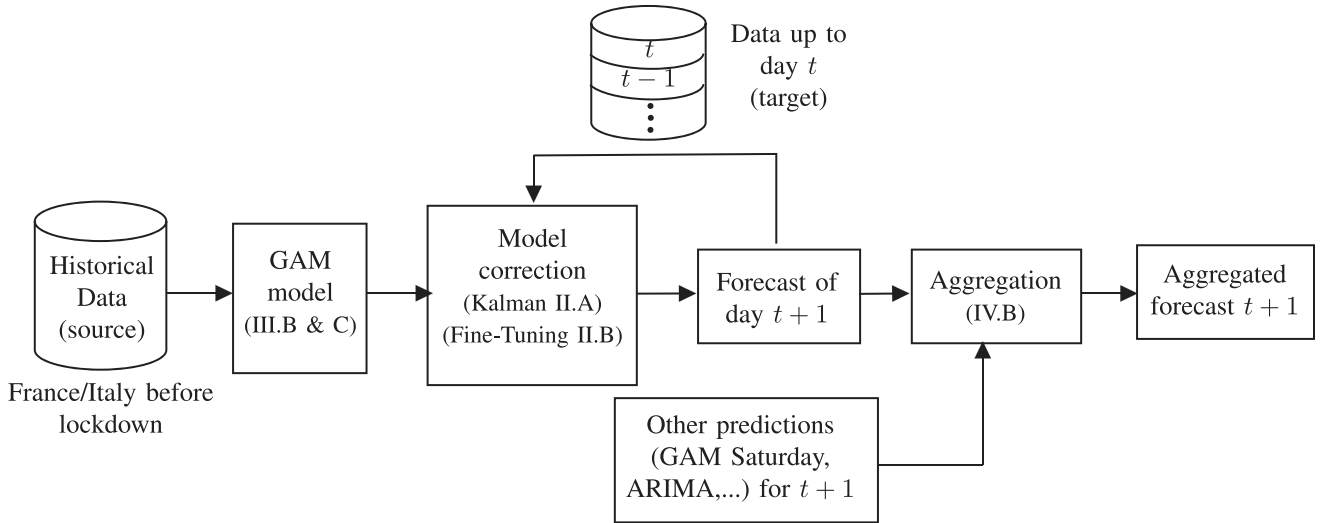 t
t − 1
Data up to
day t
(target)
Historical
Data
(source)
France/Italy before
lockdown
GAM
model
(III.B & C)
Model
correction
(Kalman II.A)
(Fine-Tuning II.B)
Forecast of
day t + 1
Aggregation
(IV.B)
Aggregated
forecast t + 1
Other predictions
(GAM Saturday,
ARIMA,...) for t + 1